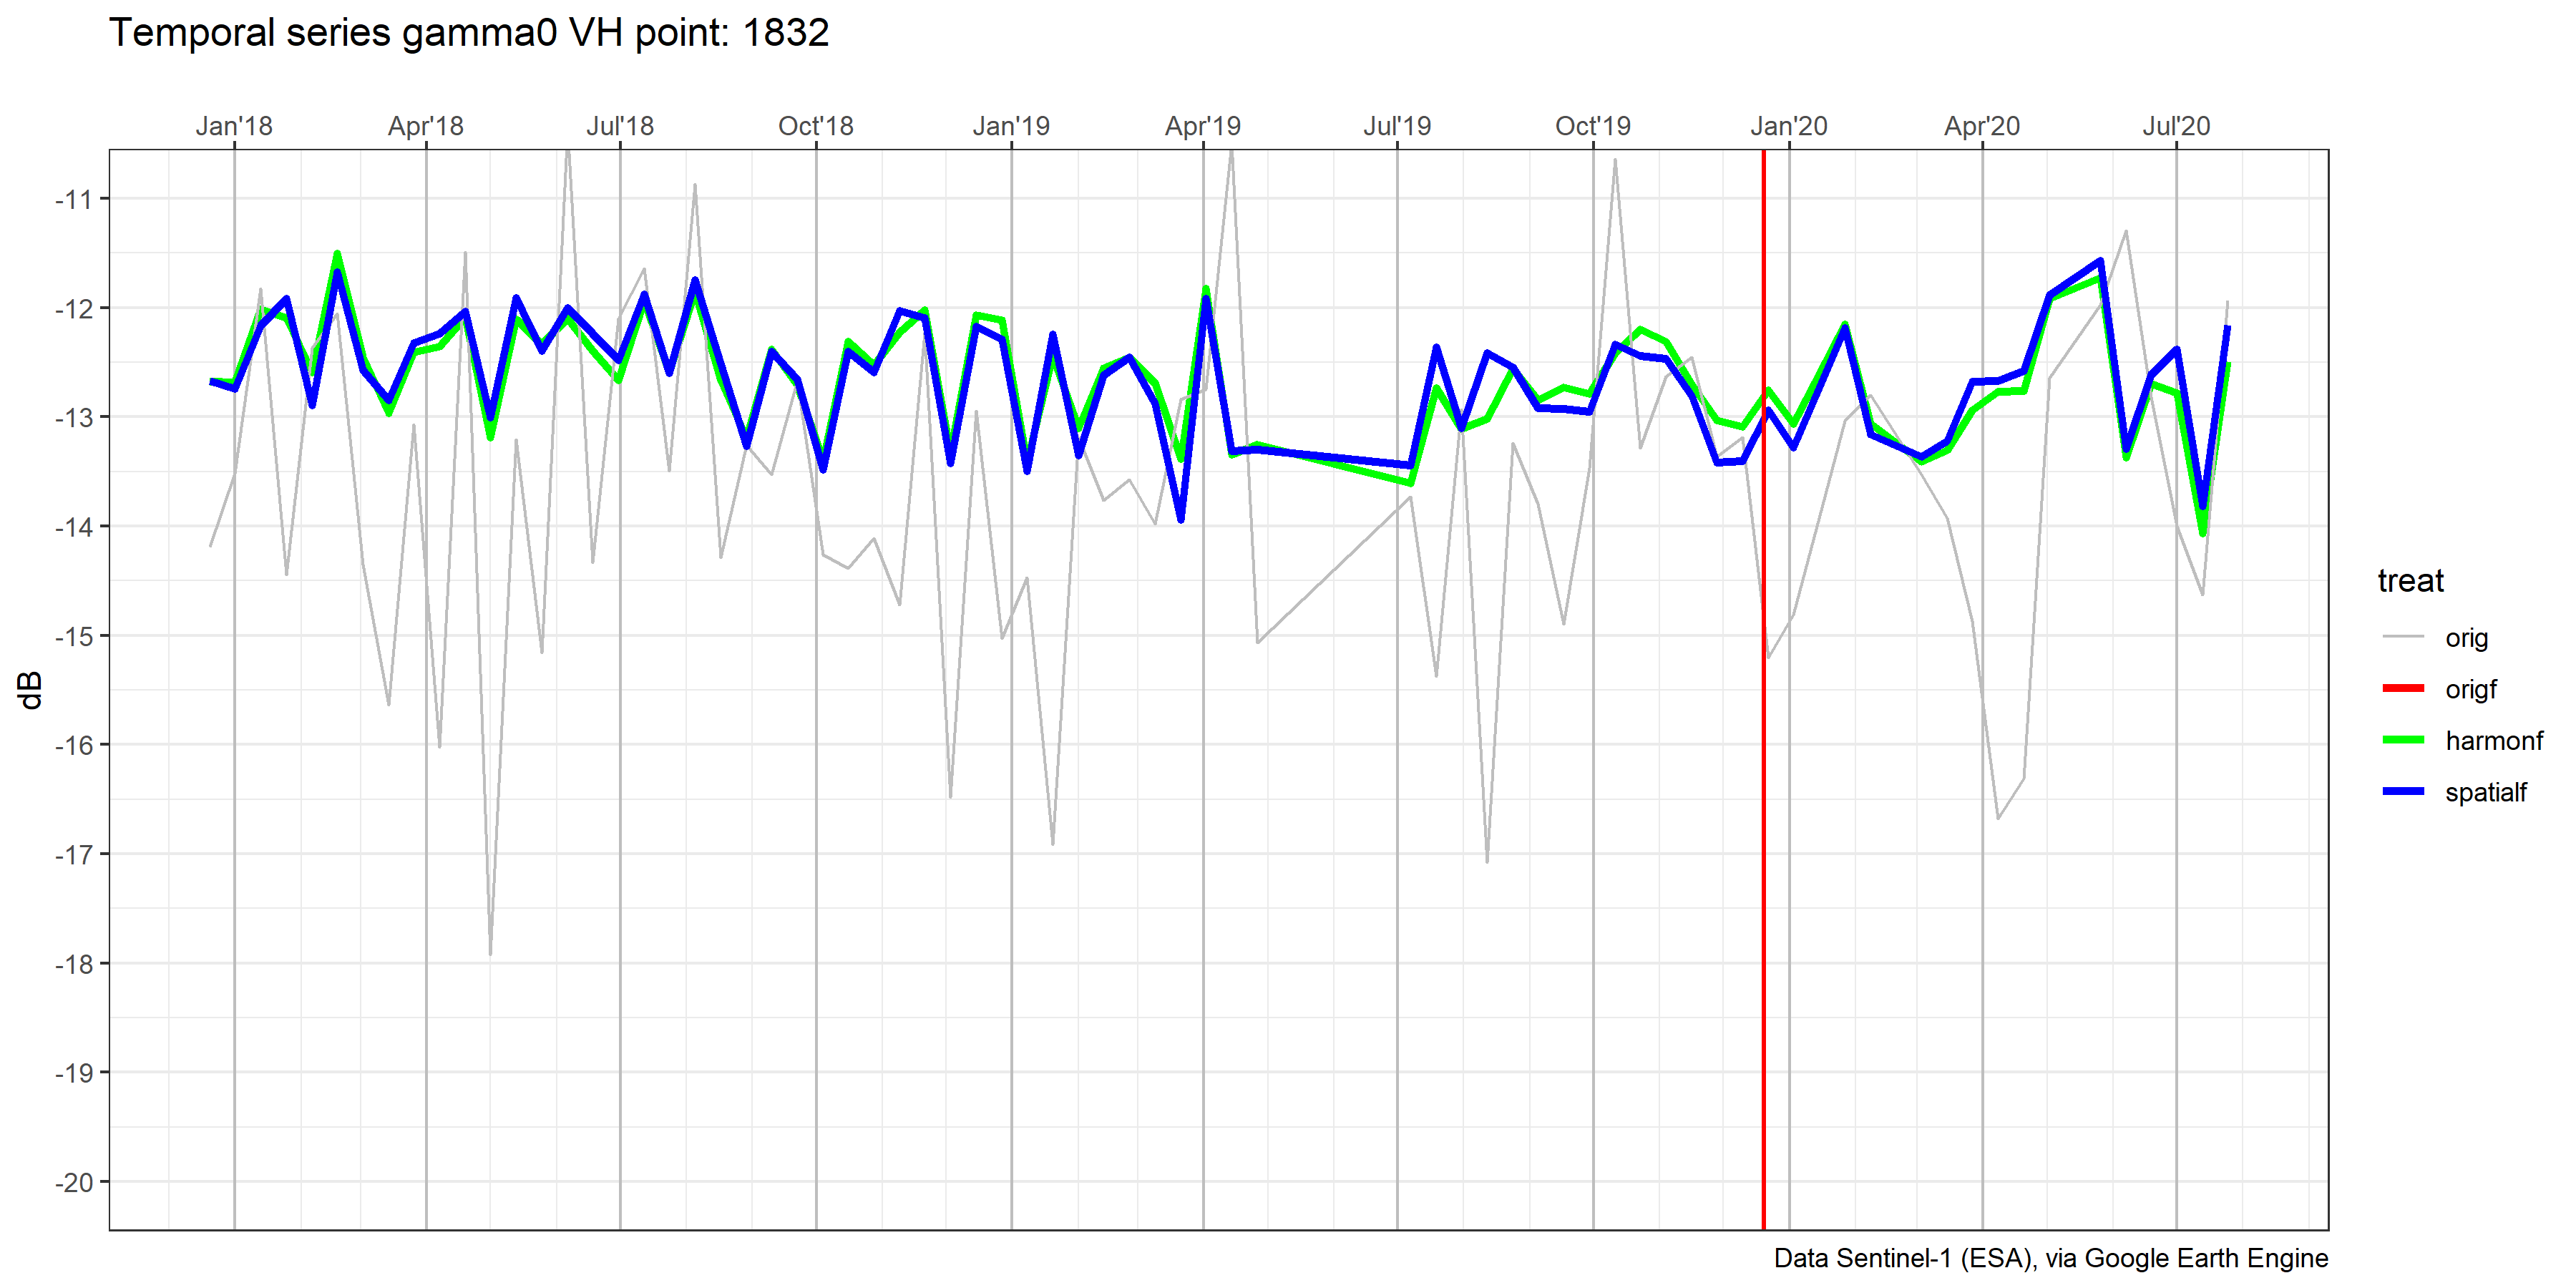 Temporal series gamma0 VH point: 1832
Jan'18 Apr'18 Jul'18 Oct'18 Jan'19 Apr'19 Jul'19 Oct'19 Jan'20 Apr'20 Jul'20
-11
-12
-13
-14
-15
-16
-17
-18
-19
-20
dB
treat
orig
origf
harmonf
spatialf
Data Sentinel-1 (ESA), via Google Earth Engine